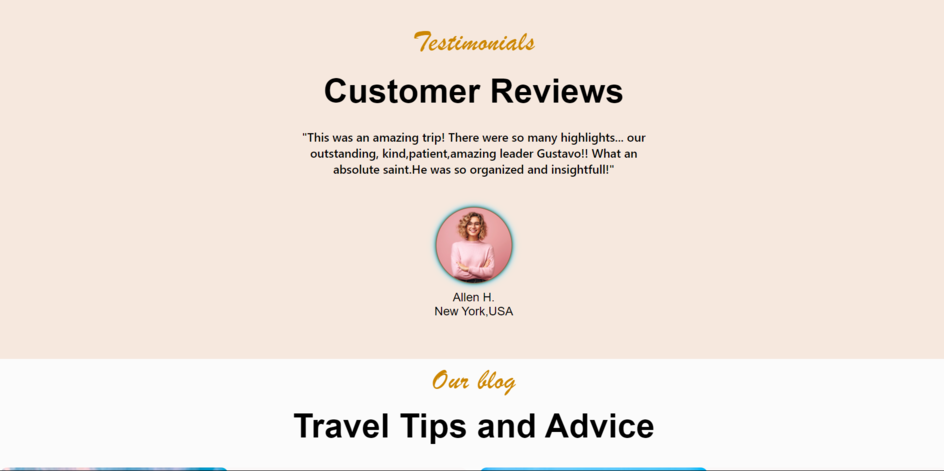 Testimonials
Customer Reviews
"This was an amazing trip! There were so many highlights... our
outstanding, kind,patient,amazing leader Gustavo!! What an
absolute saint.He was so organized and insightfull!"
Allen H.
New York,USA
Our blog
Travel Tips and Advice